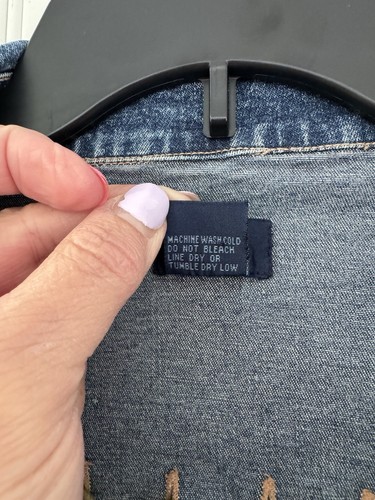 MACHINE WASH COLD
DO NOT BLEACH
LINE DRY OR
TUMBLE DRY LOW